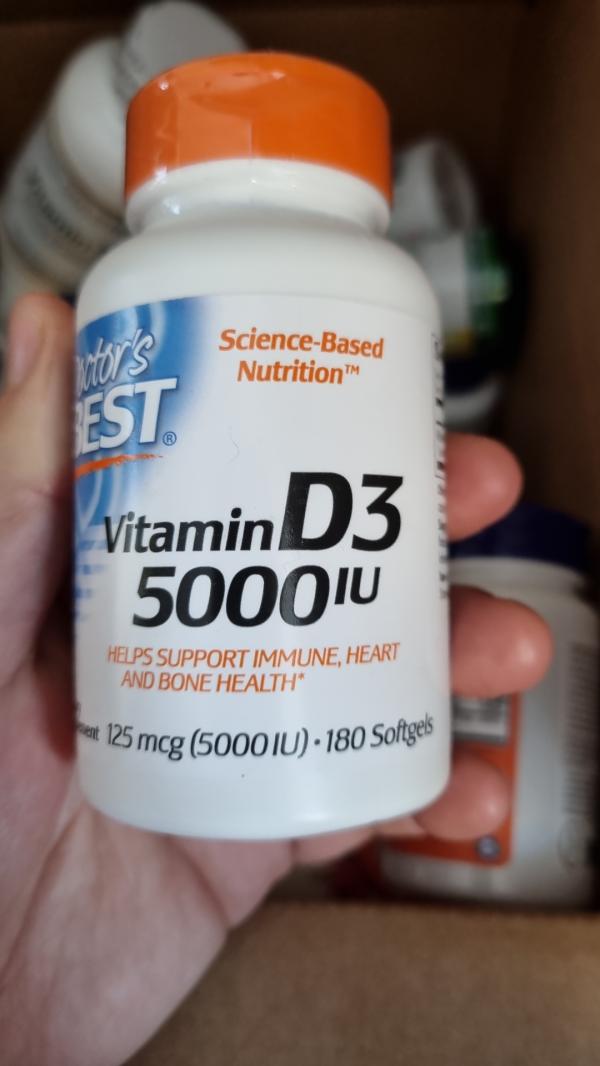 Doctor's
BEST®
Science-Based
Nutrition™
Vitamin D3
5000 IU
HELPS SUPPORT IMMUNE, HEART
AND BONE HEALTH*
125 mcg (5000 IU) • 180 Softgels